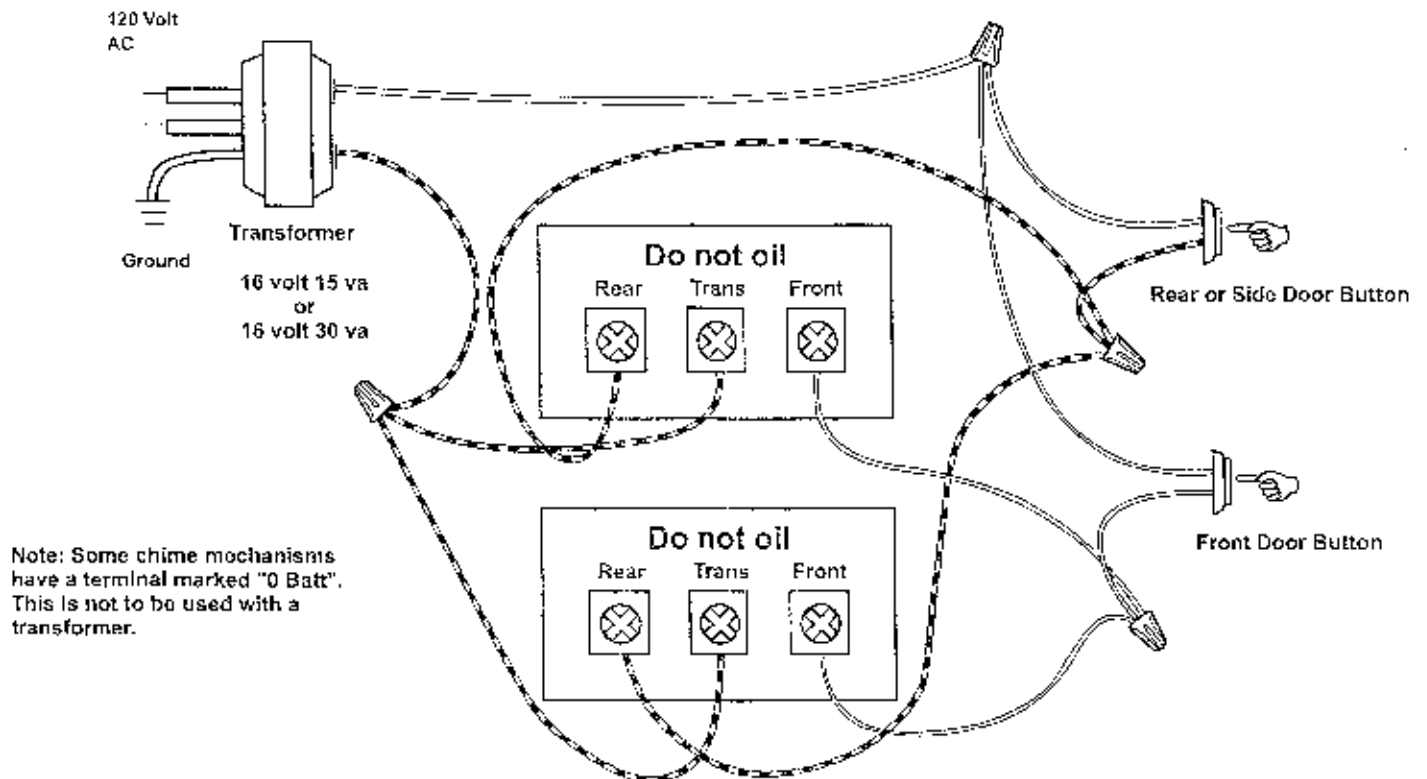 120 Volt
AC
Transformer
Ground
16 volt 15 va
or
16 volt 30 va
Do not oil
Rear Trans Front
Rear or Side Door Button
Do not oil
Rear Trans Front
Front Door Button
Note: Some chime mochanisms
have a terminal marked "0 Batt".
This is not to be used with a
transformer.